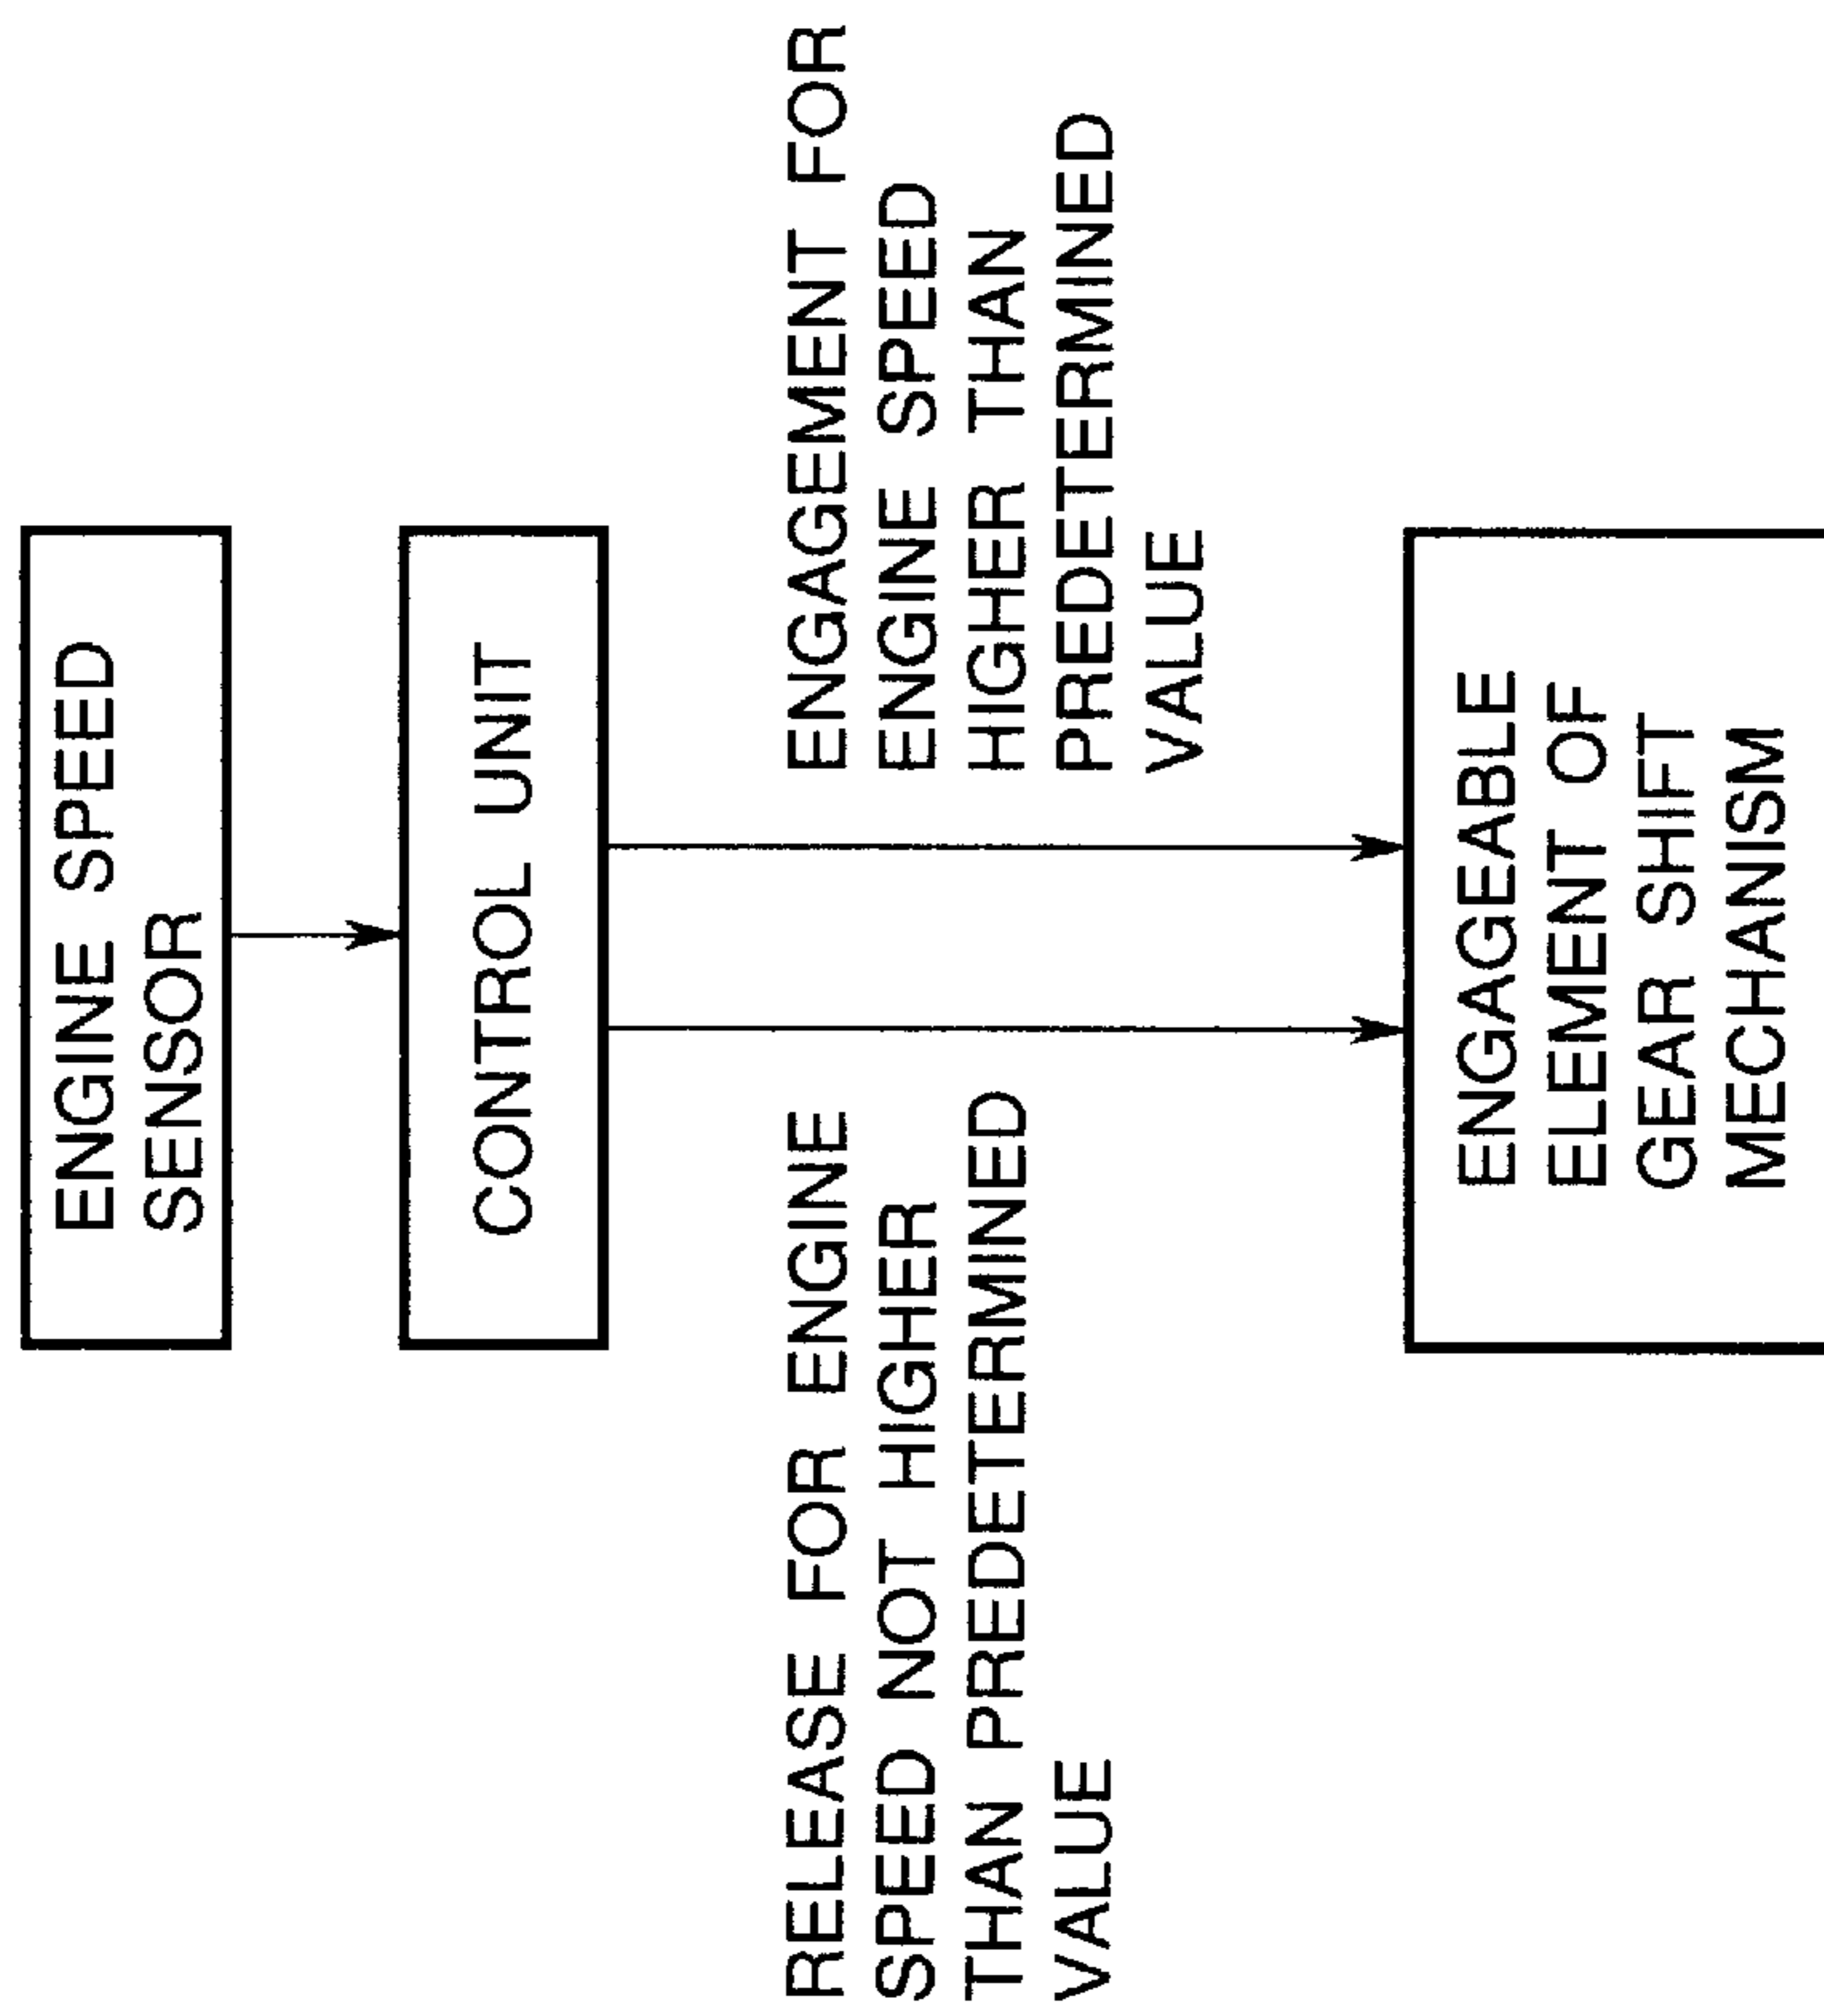 ENGINE SPEED
SENSOR
CONTROL UNIT
RELEASE FOR ENGINE
SPEED NOT HIGHER
THAN PREDETERMINED
VALUE
ENGAGEMENT FOR
ENGINE SPEED
HIGHER THAN
PREDETERMINED
VALUE
ENGAGEABLE
ELEMENT OF
GEAR SHIFT
MECHANISM